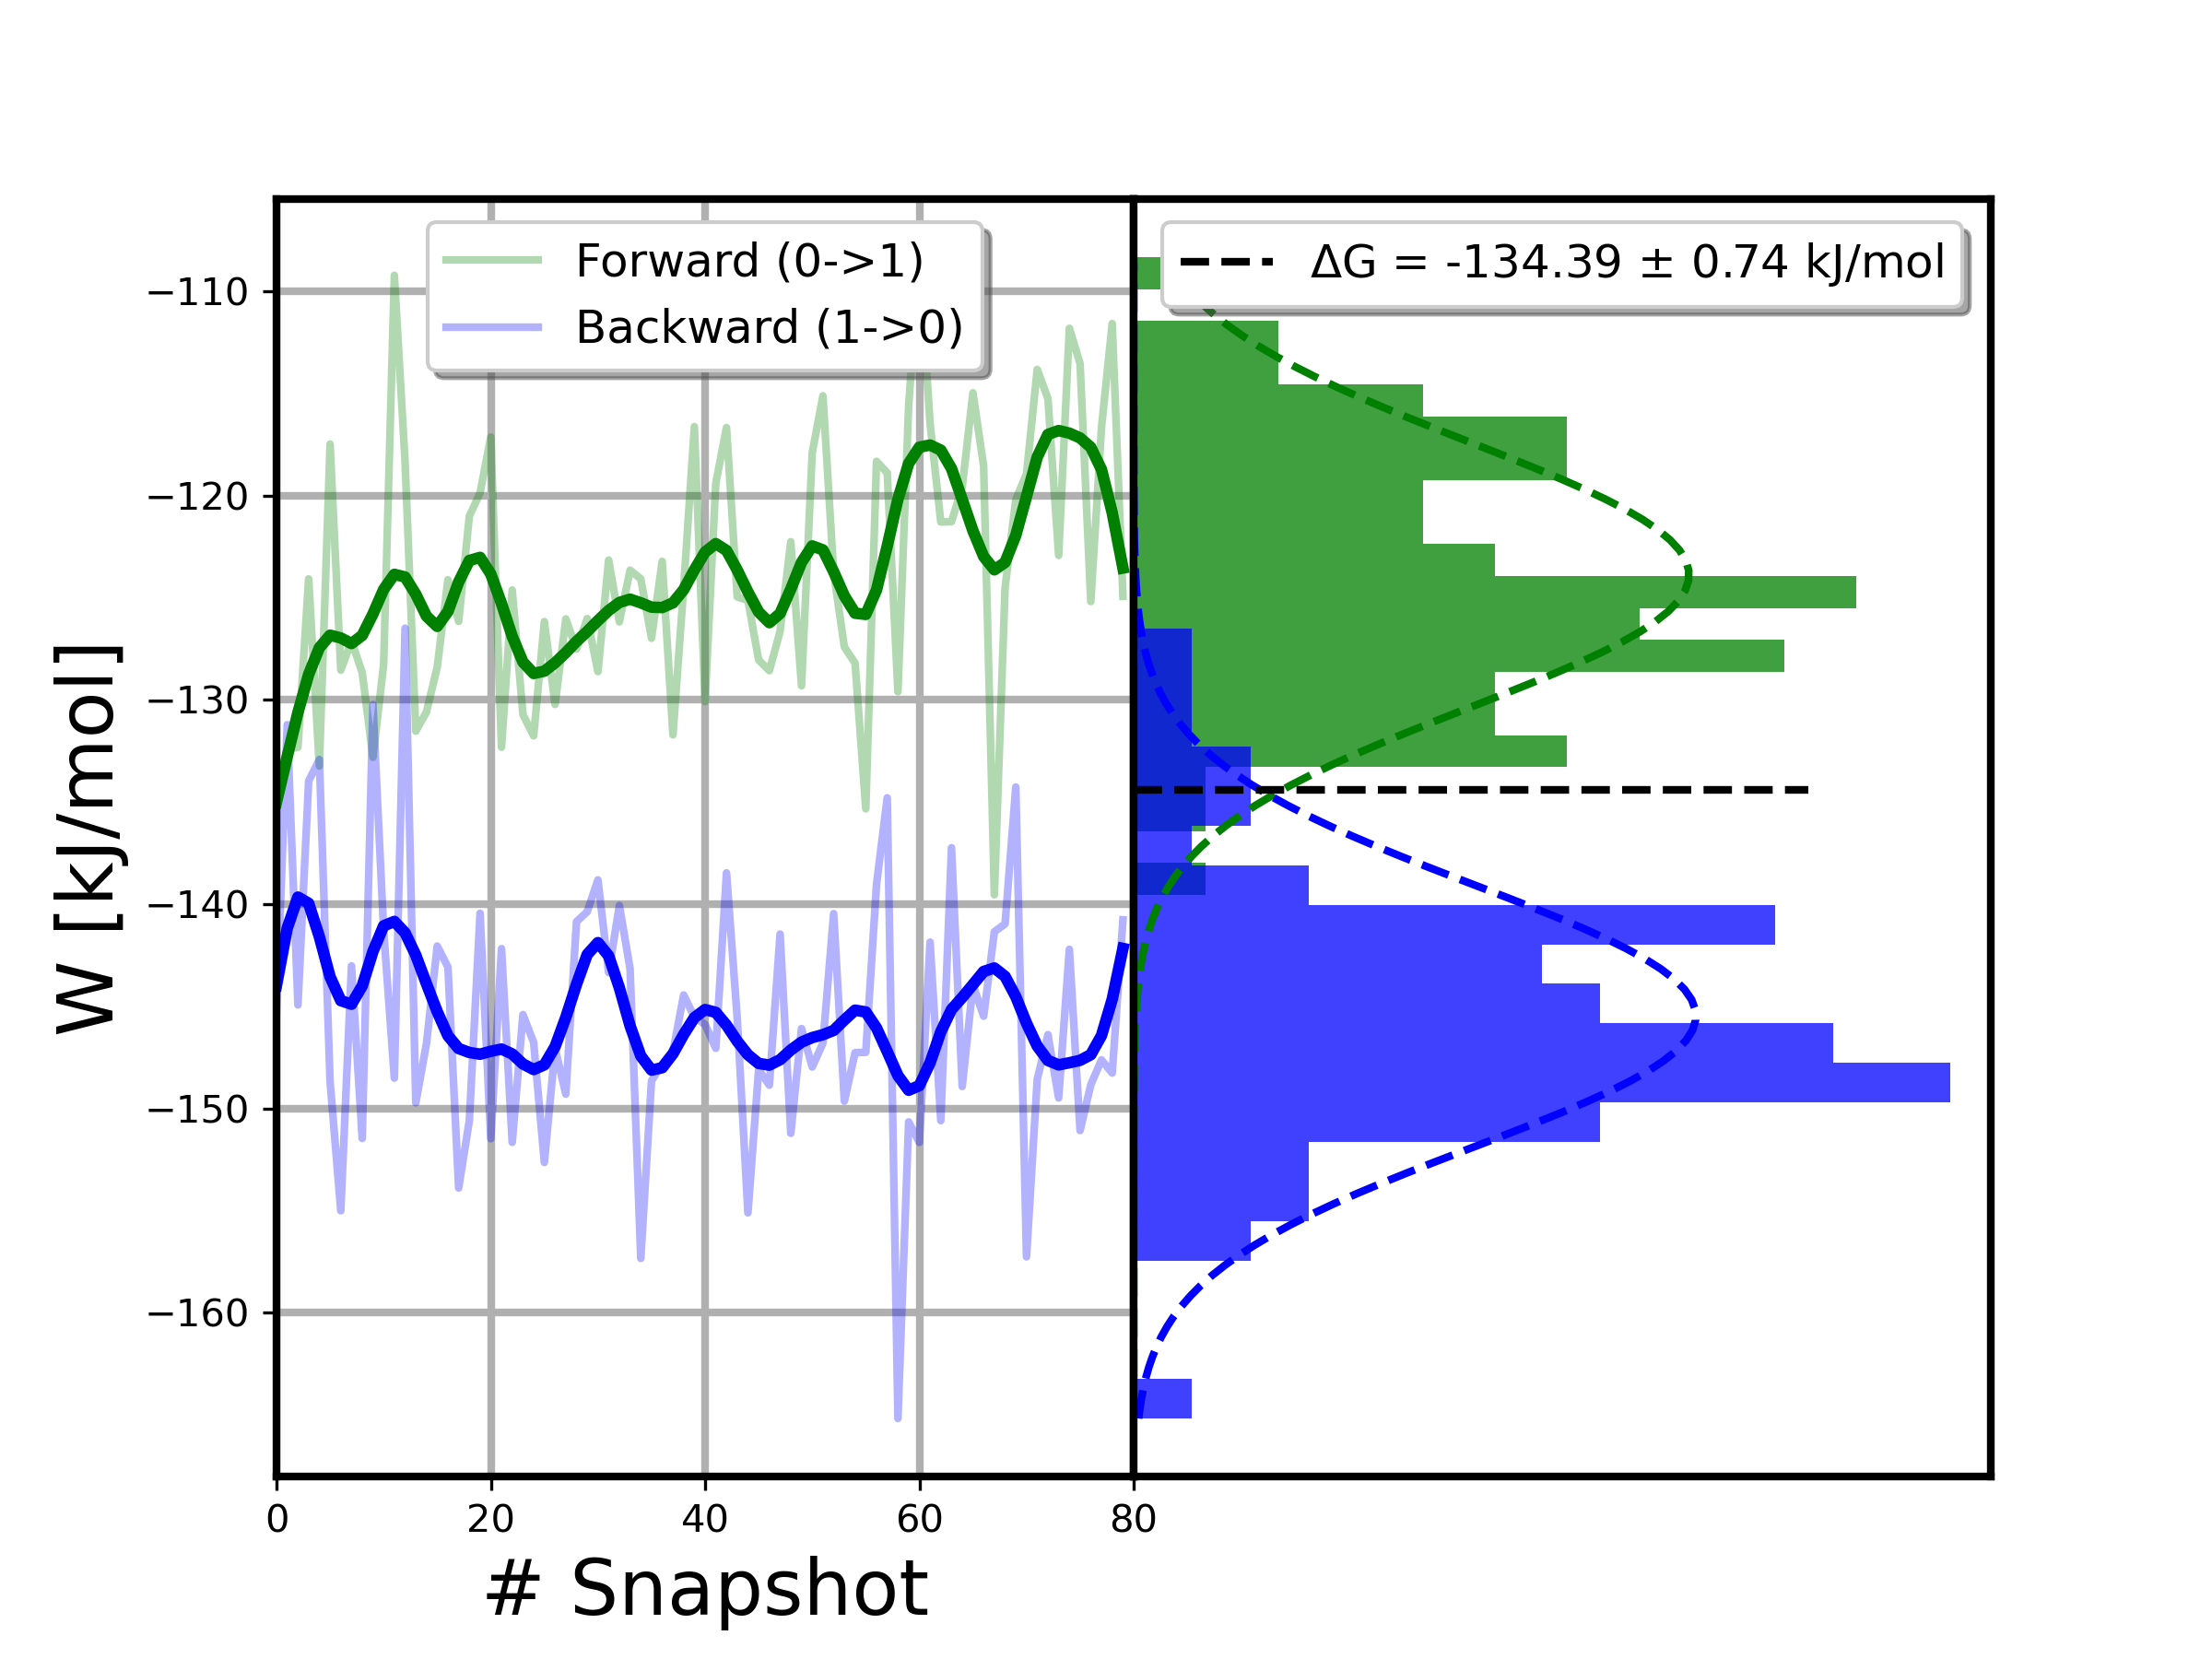 Forward (0->1)
Backward (1->0)
ΔG = -134.39 ± 0.74 kJ/mol
W [kJ/mol]
−110
−120
−130
−140
−150
−160
0 20 40 60 80
# Snapshot